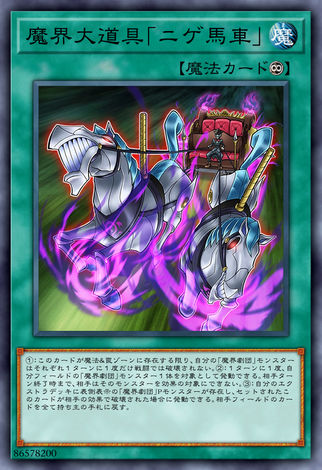 魔界大道具「ニゲ馬車」
魔
【魔法カード】
①：このカードが魔法&罠ゾーンに存在する限り、自分の「魔界劇団」モンスター
はそれぞれ１ターンに１度だけ戦闘では破壊されない。②：１ターンに１度、自
分フィールドの「魔界劇団」モンスター１体を対象として発動できる。相手ター
ン終了時まで、相手はそのモンスターを効果の対象にできない。③：自分のエク
ストラデッキに表側表示の「魔界劇団」Pモンスターが存在し、セットされたこ
のカードが相手の効果で破壊された場合に発動できる。相手フィールドのカー
ドを全て持ち主の手札に戻す。
86578200